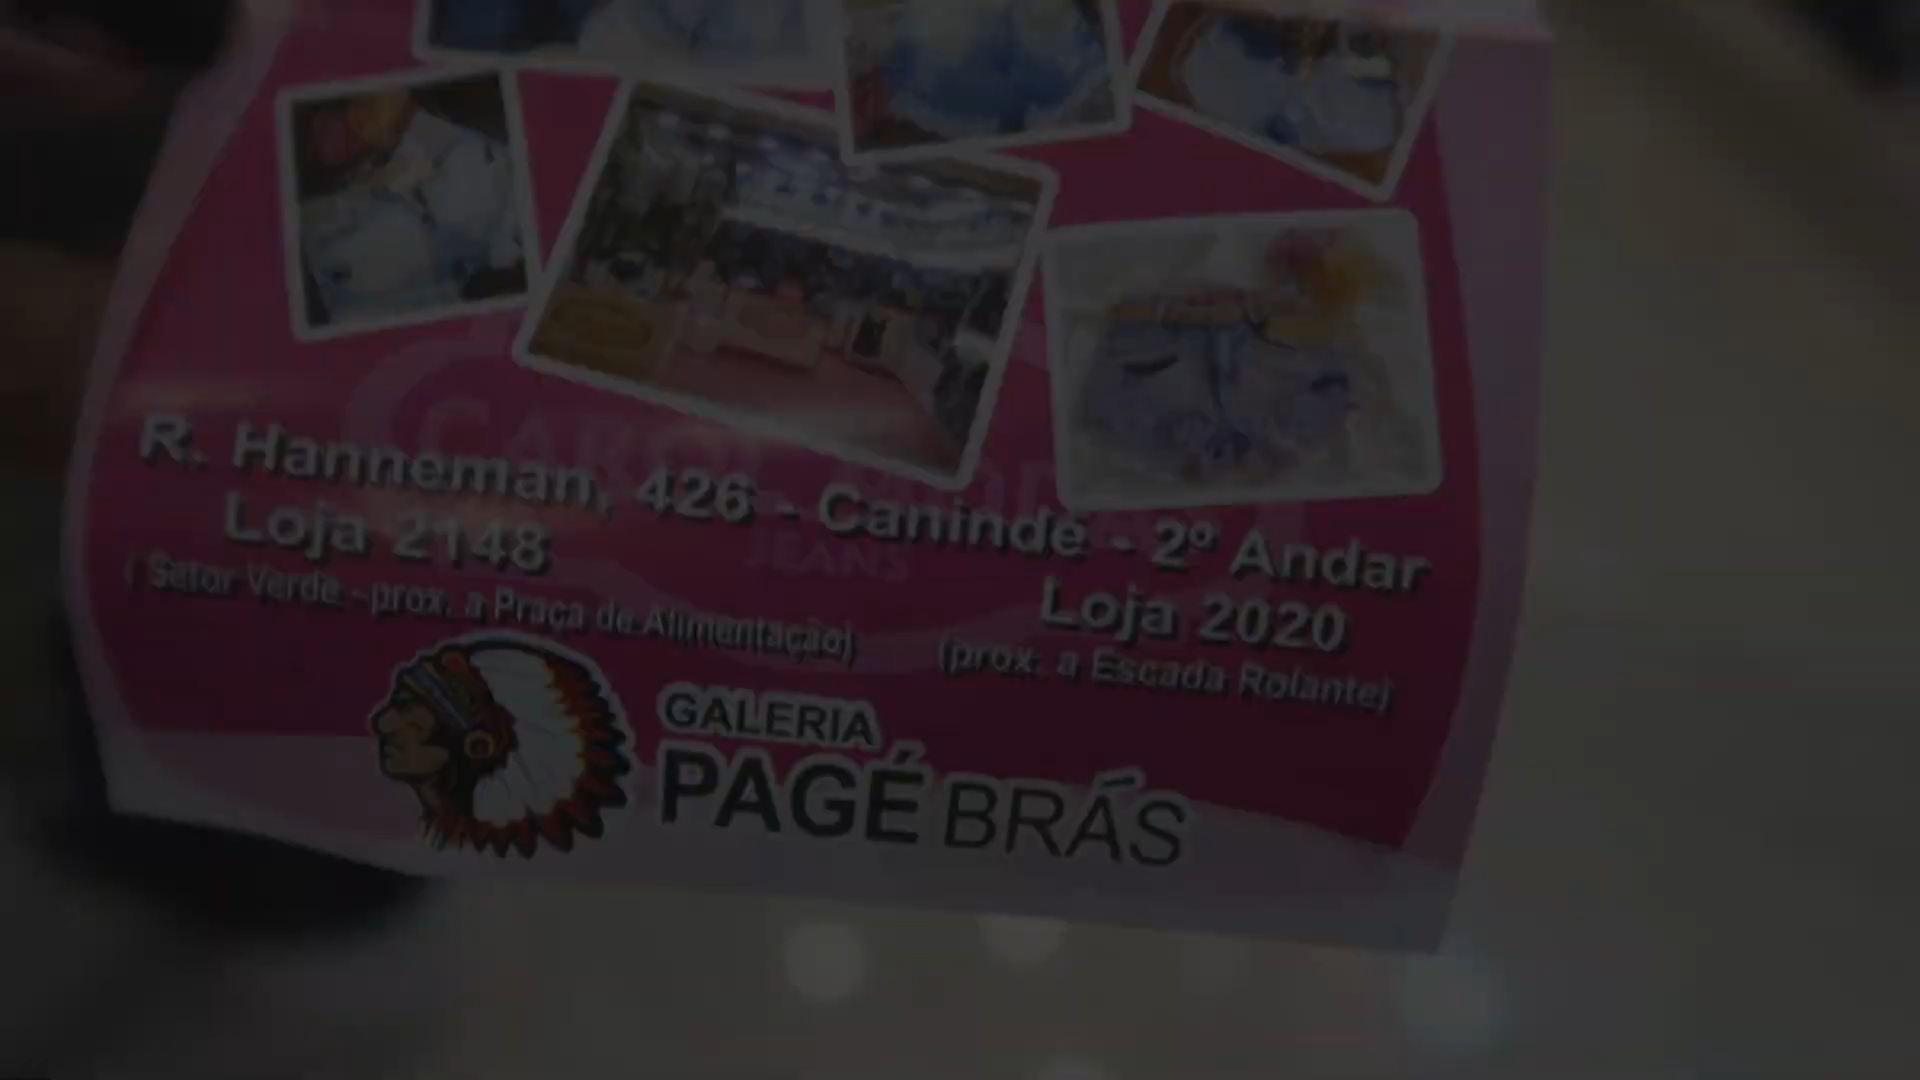 R. Hanneman, 426 - Canindé - 2º Andar
Loja 2148
( Setor Verde - prox. a Praça de Alimentação)
Loja 2020
(prox. a Escada Rolante)
JEANS
GALERIA
PAGÉ BRÁS